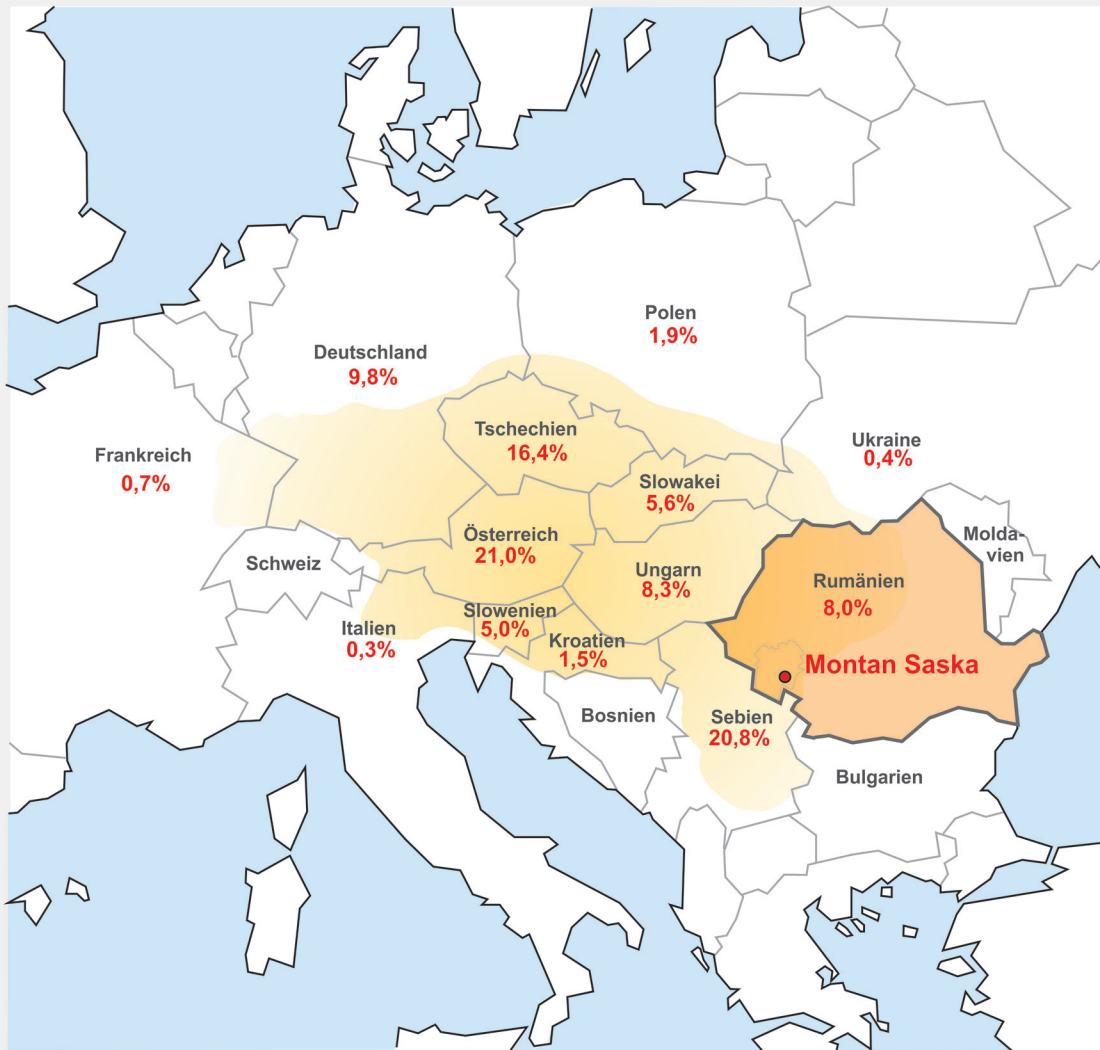 Polen
1,9%
Deutschland
9,8%
Tschechien
16,4%
Ukraine
0,4%
Frankreich
0,7%
Slowakei
5,6%
Österreich
21,0%
Molda-
vien
Schweiz
Ungarn
8,3%
Rumänien
8,0%
Slowenien
5,0%
Italien
0,3%
Kroatien
1,5%
Montan Saska
Bosnien
Sebien
20,8%
Bulgarien